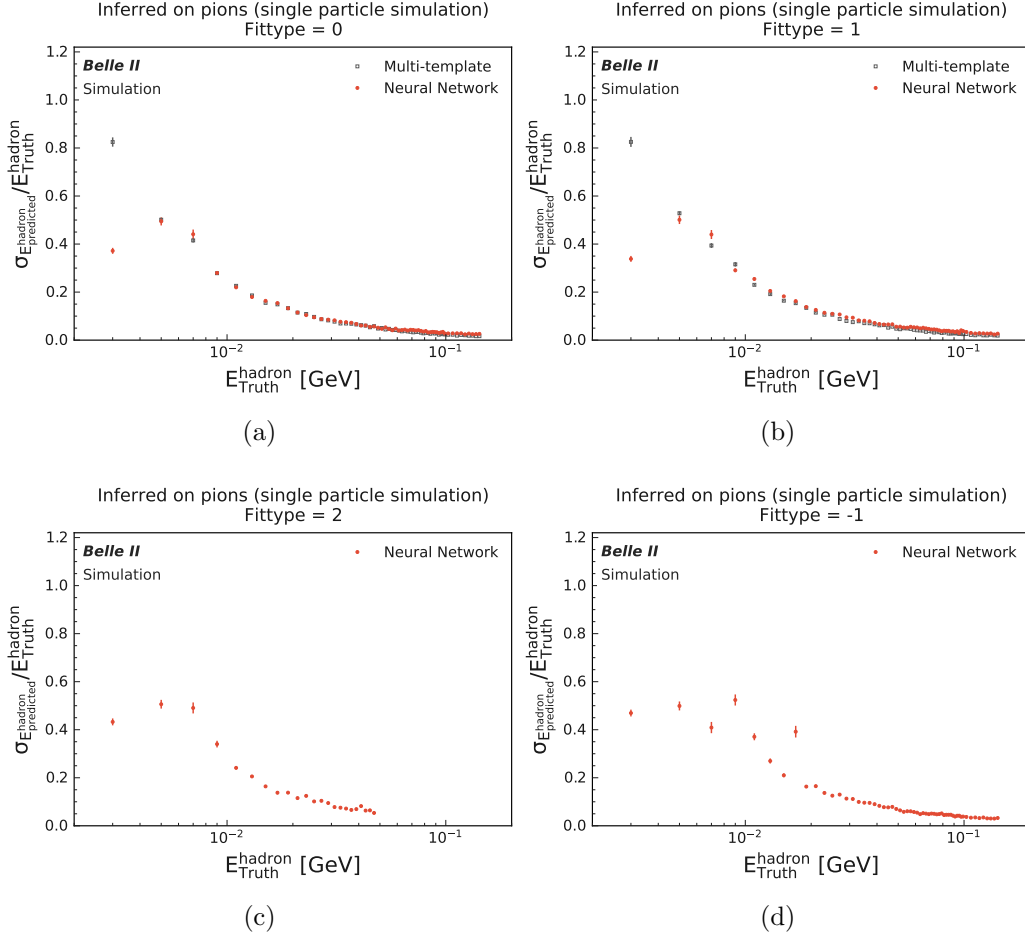 Inferred on pions (single particle simulation)
Fittype = 0
Belle II
Simulation
Multi-template
Neural Network
σ_{E^{hadron}_{predicted}}/E^{hadron}_{Truth}
1.2
1.0
0.8
0.6
0.4
0.2
0.0
10^{-2}
10^{-1}
E^{hadron}_{Truth} [GeV]
(a)
Inferred on pions (single particle simulation)
Fittype = 1
Belle II
Simulation
Multi-template
Neural Network
σ_{E^{hadron}_{predicted}}/E^{hadron}_{Truth}
1.2
1.0
0.8
0.6
0.4
0.2
0.0
10^{-2}
10^{-1}
E^{hadron}_{Truth} [GeV]
(b)
Inferred on pions (single particle simulation)
Fittype = 2
Belle II
Simulation
Neural Network
σ_{E^{hadron}_{predicted}}/E^{hadron}_{Truth}
1.2
1.0
0.8
0.6
0.4
0.2
0.0
10^{-2}
10^{-1}
E^{hadron}_{Truth} [GeV]
(c)
Inferred on pions (single particle simulation)
Fittype = -1
Belle II
Simulation
Neural Network
σ_{E^{hadron}_{predicted}}/E^{hadron}_{Truth}
1.2
1.0
0.8
0.6
0.4
0.2
0.0
10^{-2}
10^{-1}
E^{hadron}_{Truth} [GeV]
(d)